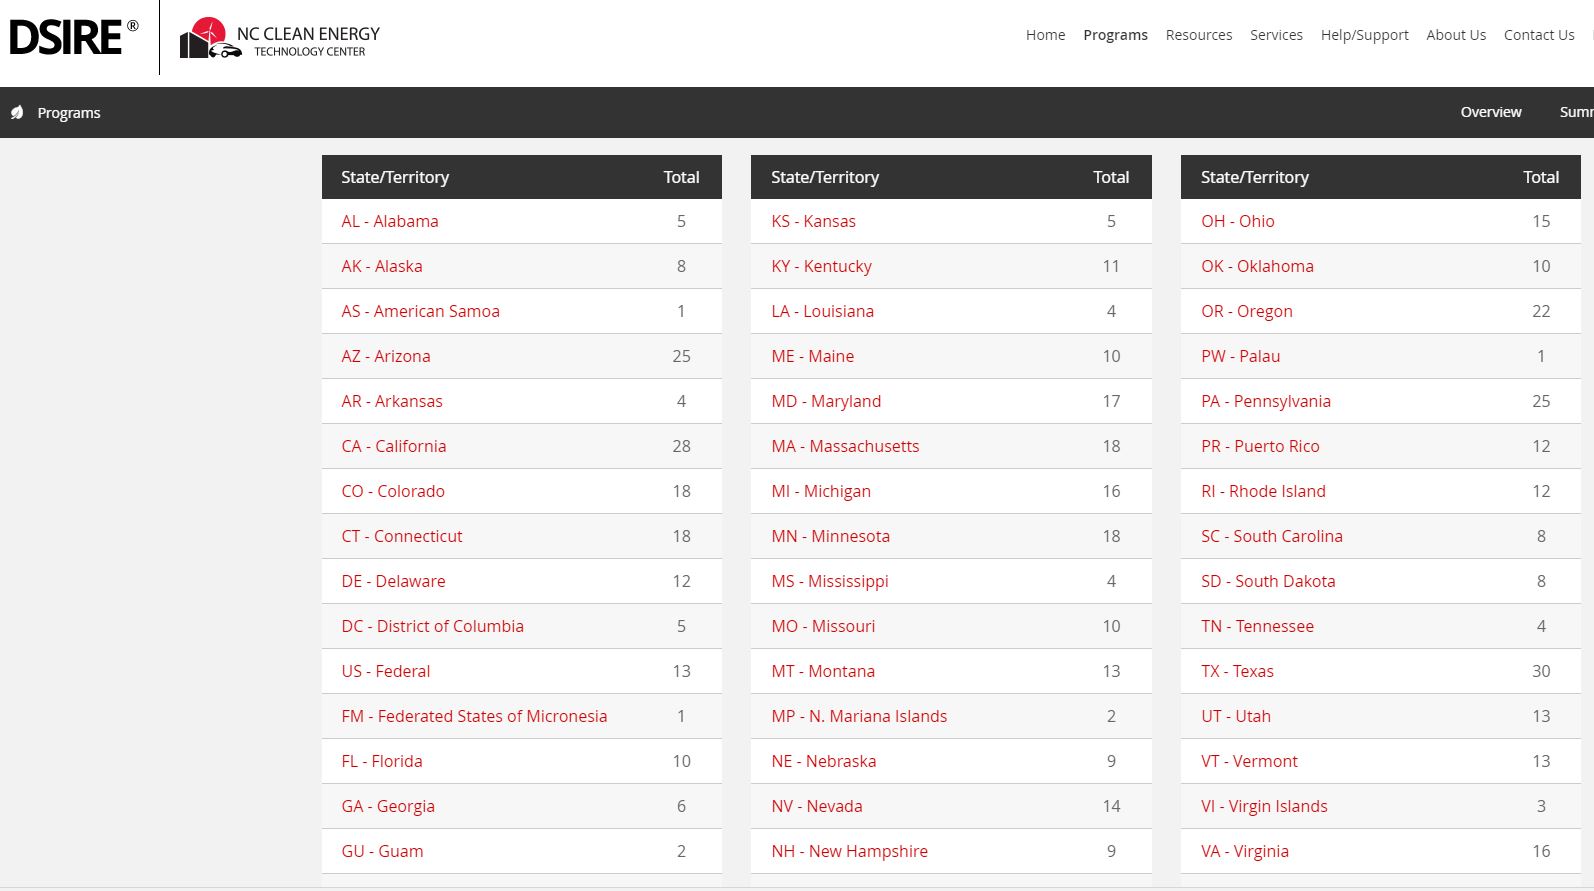 DSIRE®
NC CLEAN ENERGY
TECHNOLOGY CENTER
Home Programs Resources Services Help/Support About Us Contact Us
Programs
Overview Summ
State/Territory Total
AL - Alabama 5
AK - Alaska 8
AS - American Samoa 1
AZ - Arizona 25
AR - Arkansas 4
CA - California 28
CO - Colorado 18
CT - Connecticut 18
DE - Delaware 12
DC - District of Columbia 5
US - Federal 13
FM - Federated States of Micronesia 1
FL - Florida 10
GA - Georgia 6
GU - Guam 2
State/Territory Total
KS - Kansas 5
KY - Kentucky 11
LA - Louisiana 4
ME - Maine 10
MD - Maryland 17
MA - Massachusetts 18
MI - Michigan 16
MN - Minnesota 18
MS - Mississippi 4
MO - Missouri 10
MT - Montana 13
MP - N. Mariana Islands 2
NE - Nebraska 9
NV - Nevada 14
NH - New Hampshire 9
State/Territory Total
OH - Ohio 15
OK - Oklahoma 10
OR - Oregon 22
PW - Palau 1
PA - Pennsylvania 25
PR - Puerto Rico 12
RI - Rhode Island 12
SC - South Carolina 8
SD - South Dakota 8
TN - Tennessee 4
TX - Texas 30
UT - Utah 13
VT - Vermont 13
VI - Virgin Islands 3
VA - Virginia 16